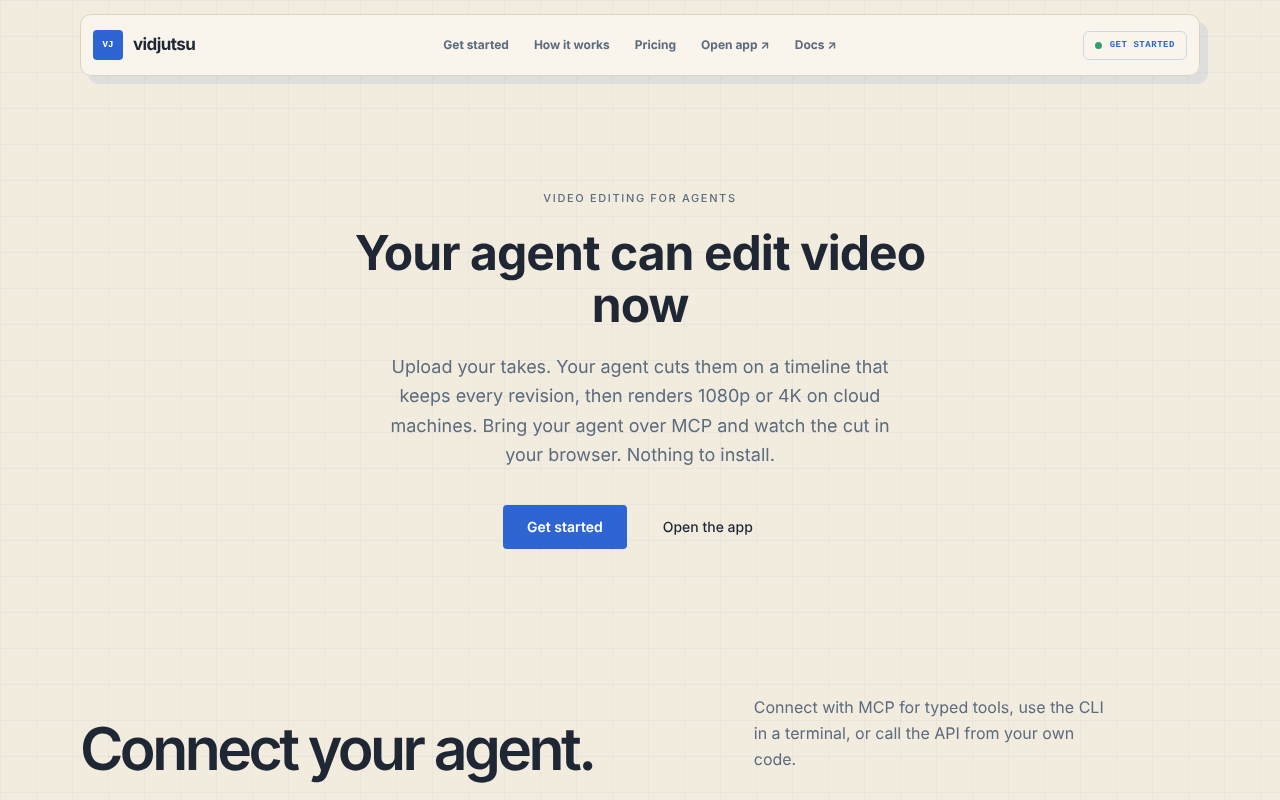 VJ vidjutsu
Get started How it works Pricing Open app ↗ Docs ↗
GET STARTED
VIDEO EDITING FOR AGENTS
Your agent can edit video
now
Upload your takes. Your agent cuts them on a timeline that
keeps every revision, then renders 1080p or 4K on cloud
machines. Bring your agent over MCP and watch the cut in
your browser. Nothing to install.
Get started Open the app
Connect your agent.
Connect with MCP for typed tools, use the CLI
in a terminal, or call the API from your own
code.